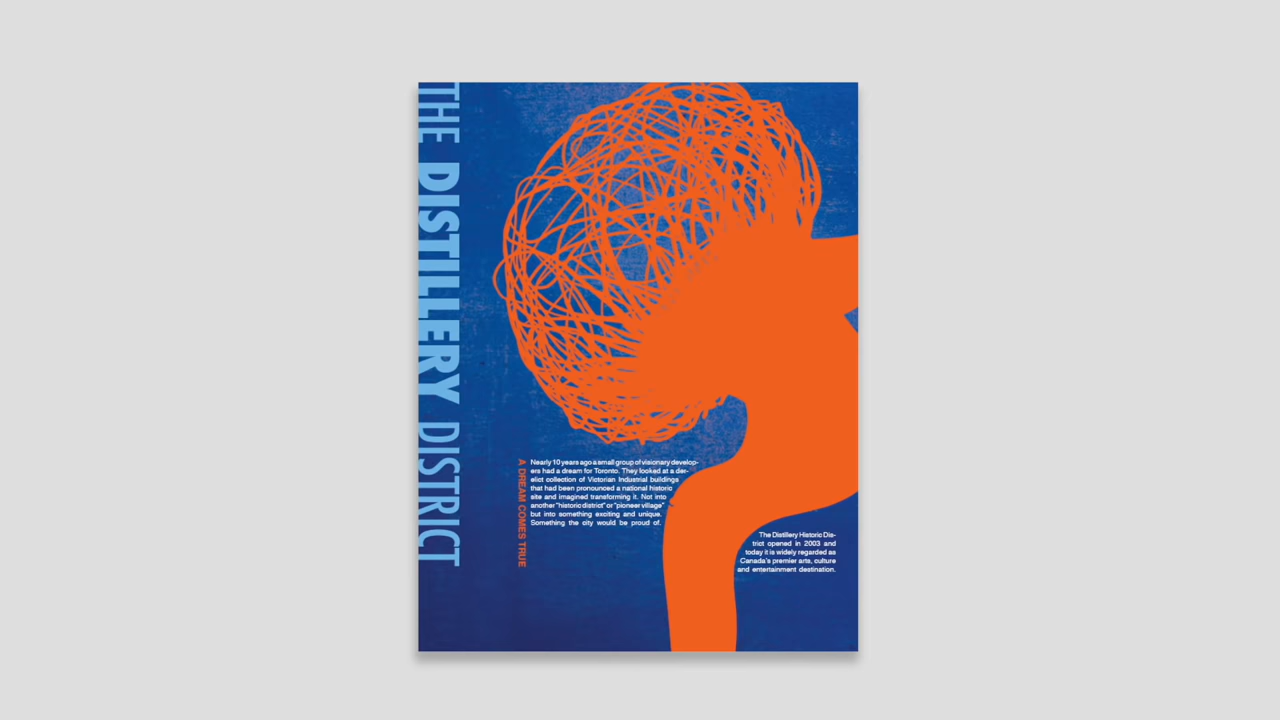 THE DISTILLERY DISTRICT
A DREAM COMES TRUE
Nearly 10 years ago a small group of visionary develop-
ers had a dream for Toronto. They looked at a der-
elict collection of Victorian Industrial buildings
that had been pronounced a national historic
site and imagined transforming it. Not into
another "historic district" or "pioneer village"
but into something exciting and unique.
Something the city would be proud of.
The Distillery Historic Dis-
trict opened in 2003 and
today it is widely regarded as
Canada's premier arts, culture
and entertainment destination.